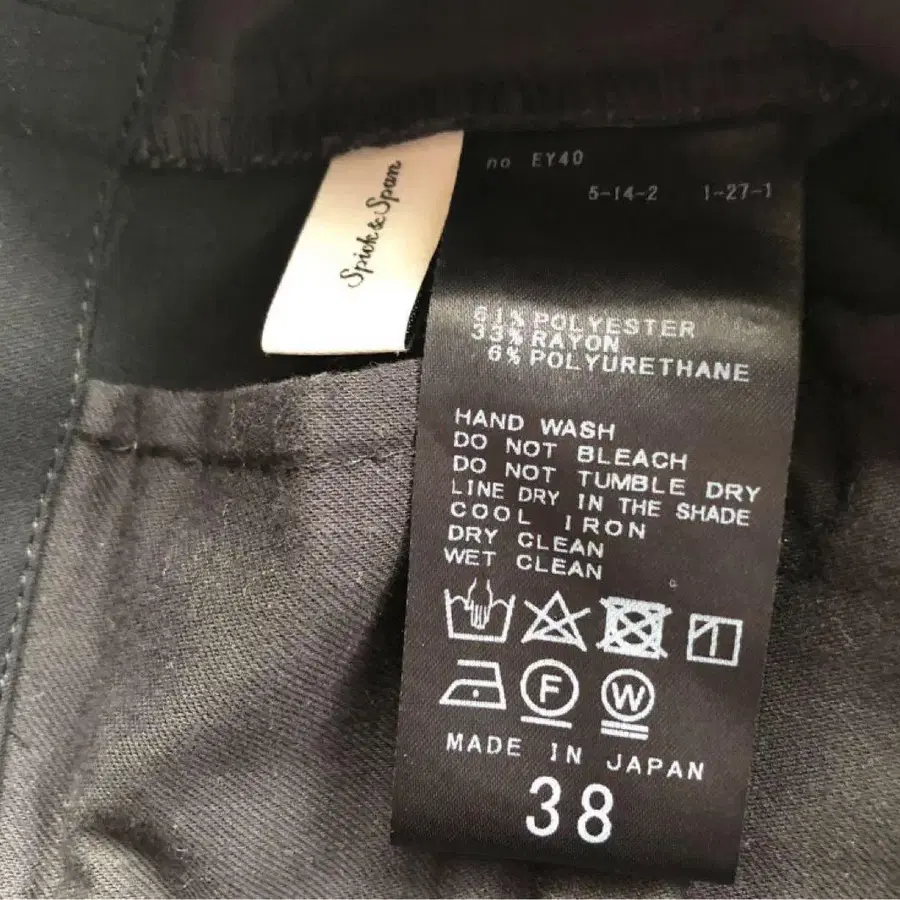 Spick & Span
no EY40
5-14-2 1-27-1
61% POLYESTER
33% RAYON
6% POLYURETHANE
HAND WASH
DO NOT BLEACH
DO NOT TUMBLE DRY
LINE DRY IN THE SHADE
COOL IRON
DRY CLEAN
WET CLEAN
F W
MADE IN JAPAN
38